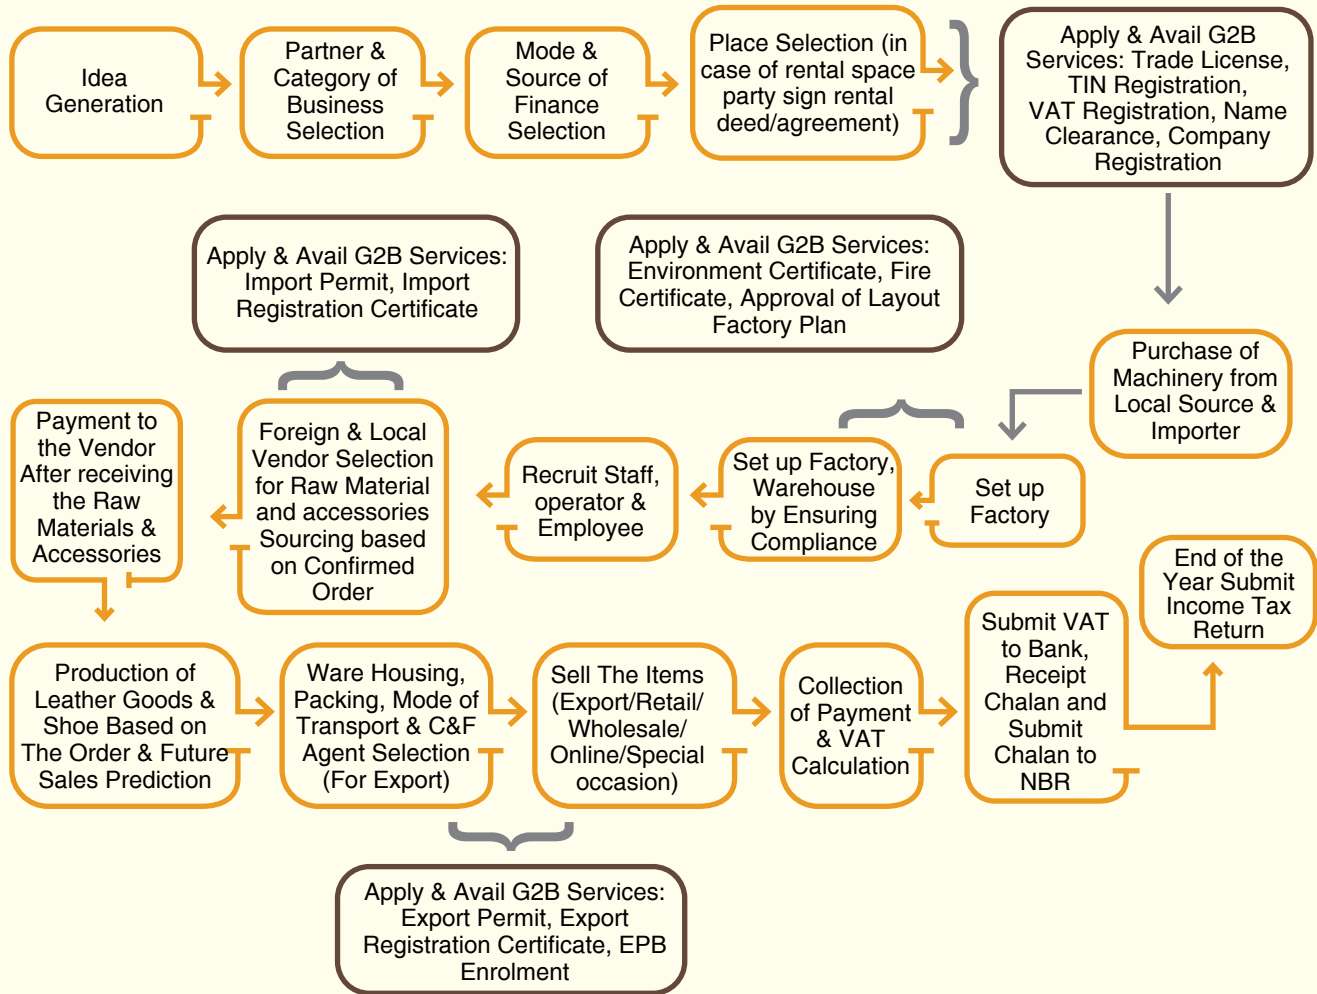 Idea
Generation
Partner &
Category of
Business
Selection
Mode &
Source of
Finance
Selection
Place Selection (in
case of rental space
party sign rental
deed/agreement)
Apply & Avail G2B
Services: Trade License,
TIN Registration,
VAT Registration, Name
Clearance, Company
Registration
Apply & Avail G2B Services:
Import Permit, Import
Registration Certificate
Apply & Avail G2B Services:
Environment Certificate, Fire
Certificate, Approval of Layout
Factory Plan
Purchase of
Machinery from
Local Source &
Importer
Set up
Factory
Set up Factory,
Warehouse
by Ensuring
Compliance
Recruit Staff,
operator &
Employee
Foreign & Local
Vendor Selection
for Raw Material
and accessories
Sourcing based
on Confirmed
Order
Payment to
the Vendor
After receiving
the Raw
Materials &
Accessories
Production of
Leather Goods &
Shoe Based on
The Order & Future
Sales Prediction
Ware Housing,
Packing, Mode of
Transport & C&F
Agent Selection
(For Export)
Sell The Items
(Export/Retail/
Wholesale/
Online/Special
occasion)
Collection
of Payment
& VAT
Calculation
Submit VAT
to Bank,
Receipt
Chalan and
Submit
Chalan to
NBR
End of the
Year Submit
Income Tax
Return
Apply & Avail G2B Services:
Export Permit, Export
Registration Certificate, EPB
Enrolment